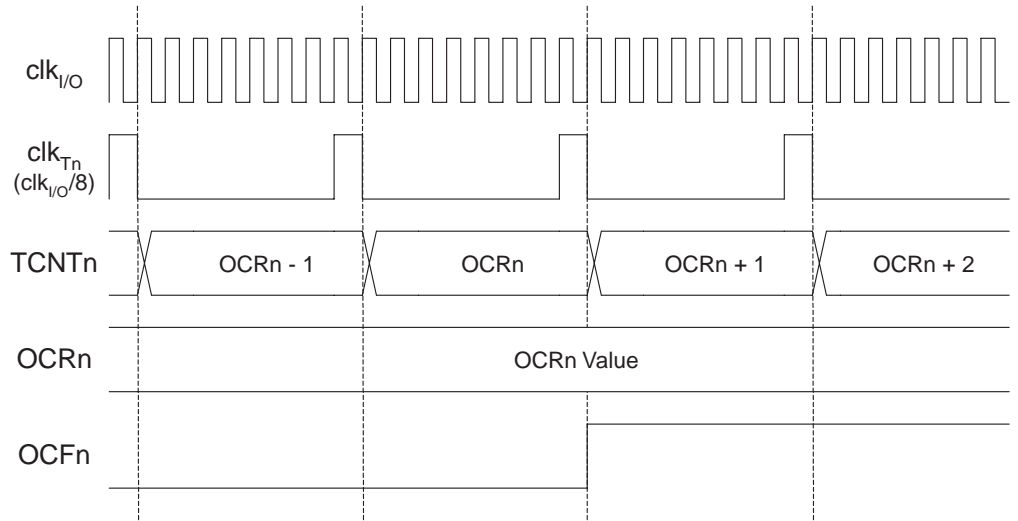 clkI/O
clkTn
(clkI/O/8)
TCNTn
OCRn - 1
OCRn
OCRn + 1
OCRn + 2
OCRn
OCRn Value
OCFn